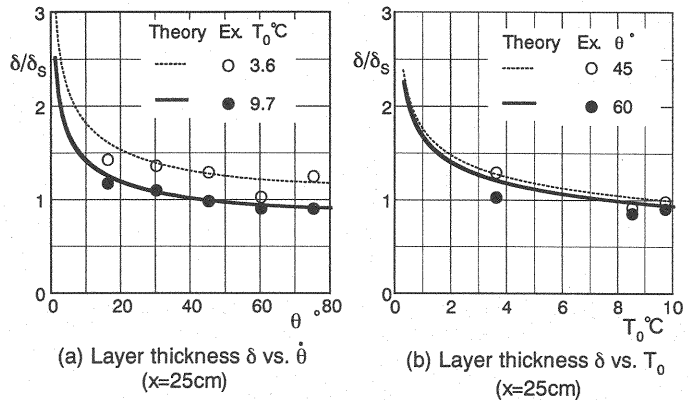 3
2
1
0
δ/δs
Theory Ex. T₀°C
3.6
9.7
0 20 40 60 80
θ °
(a) Layer thickness δ vs. θ̇
(x=25cm)
3
2
1
0
δ/δs
Theory Ex. θ°
45
60
0 2 4 6 8 10
T₀°C
(b) Layer thickness δ vs. T₀
(x=25cm)